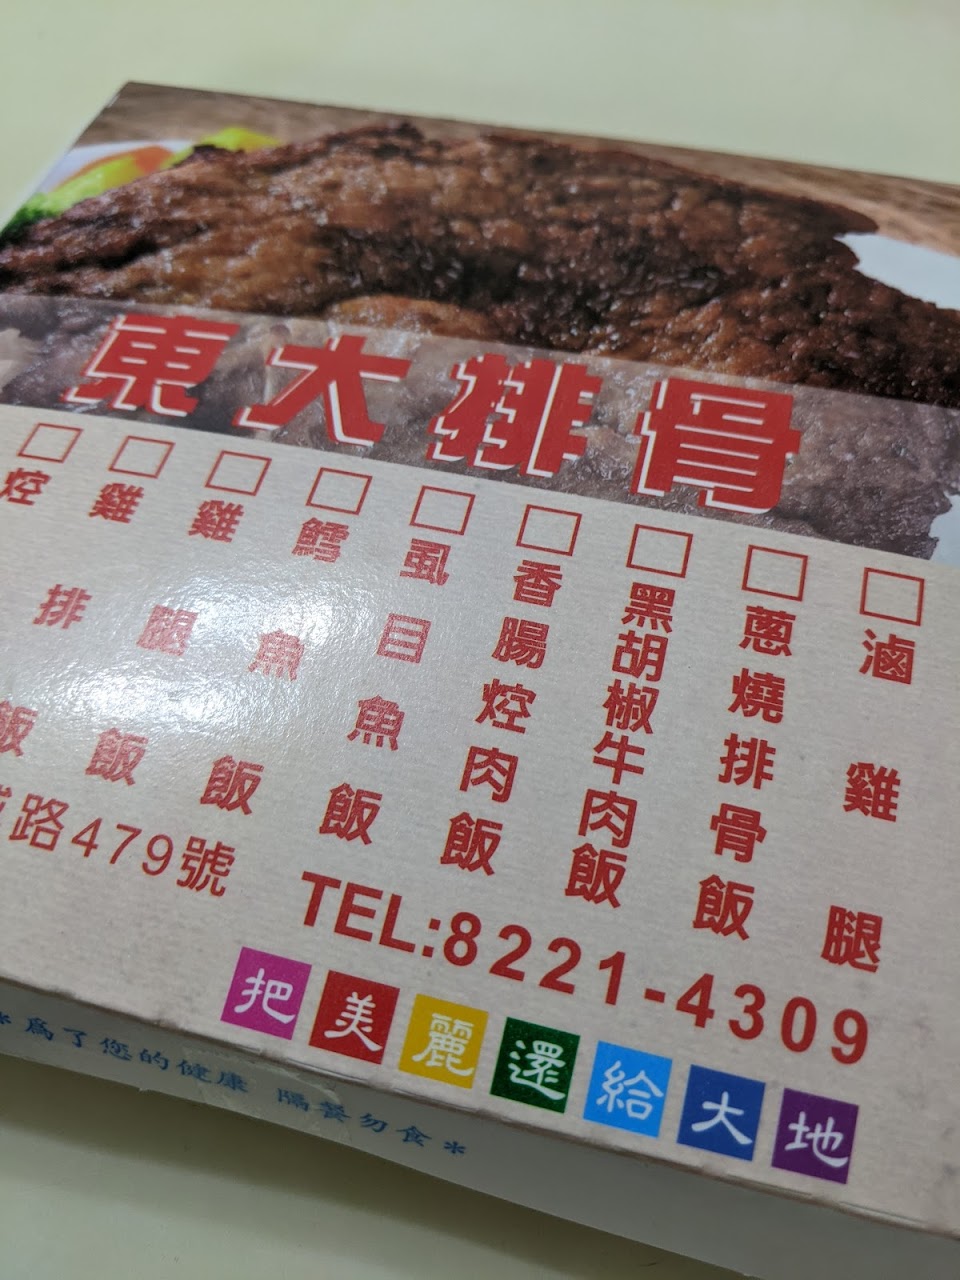 東大排骨
滷雞腿
蔥燒排骨飯
黑胡椒牛肉飯
香腸焢肉飯
虱目魚飯
鱈魚飯
雞腿飯
雞排飯
焢
路479號
TEL:8221-4309
把美麗還給大地
*為了您的健康 隔餐勿食*